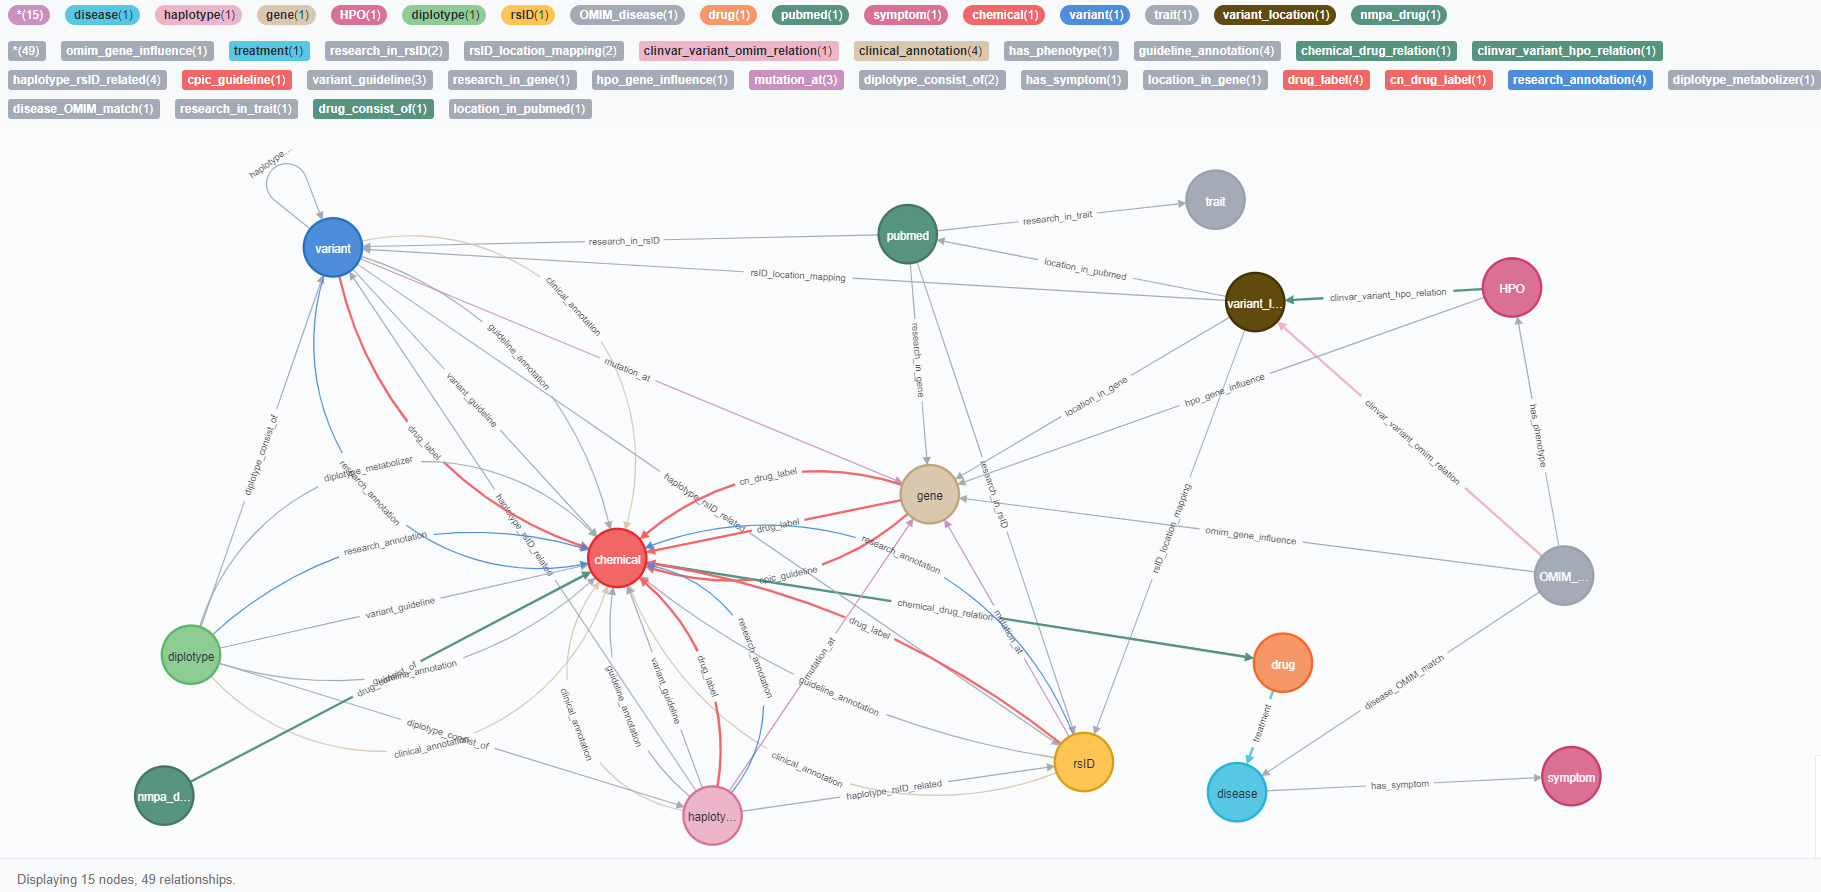 *(15) disease(1) haplotype(1) gene(1) HPO(1) diplotype(1) rsID(1) OMIM_disease(1) drug(1) pubmed(1) symptom(1) chemical(1) variant(1) trait(1) variant_location(1) nmpa_drug(1)
*(49) omim_gene_influence(1) treatment(1) research_in_rsID(2) rsID_location_mapping(2) clinvar_variant_omim_relation(1) clinical_annotation(4) has_phenotype(1) guideline_annotation(4) chemical_drug_relation(1) clinvar_variant_hpo_relation(1)
haplotype_rsID_related(4) cpic_guideline(1) variant_guideline(3) research_in_gene(1) hpo_gene_influence(1) mutation_at(3) diplotype_consist_of(2) has_symptom(1) location_in_gene(1) drug_label(4) cn_drug_label(1) research_annotation(4) diplotype_metabolizer(1)
disease_OMIM_match(1) research_in_trait(1) drug_consist_of(1) location_in_pubmed(1)
haplotype…
trait
research_in_trait
pubmed
variant
research_in_rsID
location_in_pubmed
rsID_location_mapping
HPO
clinvar_variant_hpo_relation
variant_l…
clinical_annotation
guideline_annotation
research_in_gene
mutation_at
variant_guideline
location_in_gene
hpo_gene_influence
clinvar_variant_omim_relation
has_phenotype
diplotype_consist_of
drug_label
diplotype_metabolizer
research_annotation
cn_drug_label
gene
haplotype_rsID_related
research_in_rsID
haplotype_rsID_related
drug_label
rsID_location_mapping
omim_gene_influence
research_annotation
chemical
research_annotation
cpic_guideline
OMIM_…
variant_guideline
chemical_drug_relation
drug_label
mutation_at
research_annotation
diplotype
mutation_at
drug
guideline_annotation
drug_consist_of
drug_label
variant_guideline
guideline_annotation
guideline_annotation
clinical_annotation
disease_OMIM_match
treatment
diplotype_consist_of
clinical_annotation
clinical_annotation
rsID
haplotype_rsID_related
nmpa_d…
haploty…
disease
has_symptom
symptom
Displaying 15 nodes, 49 relationships.